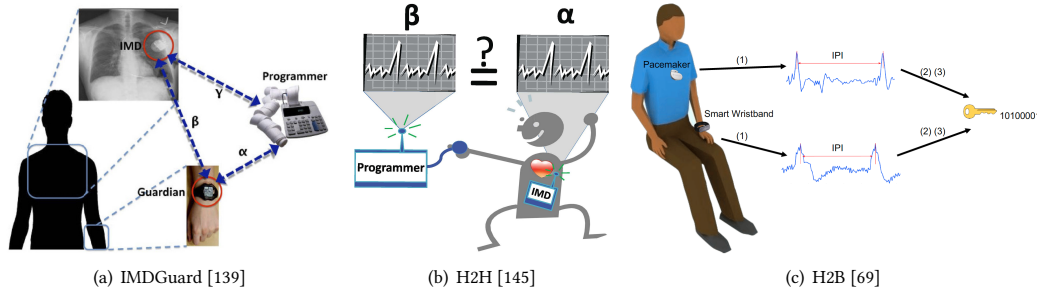 IMD
Programmer
γ
β
α
Guardian
(a) IMDGuard [139]
β
α
?
=
Programmer
IMD
(b) H2H [145]
Pacemaker
(1)
IPI
(2) (3)
Smart Wristband
1010000
(1)
IPI
(2) (3)
(c) H2B [69]